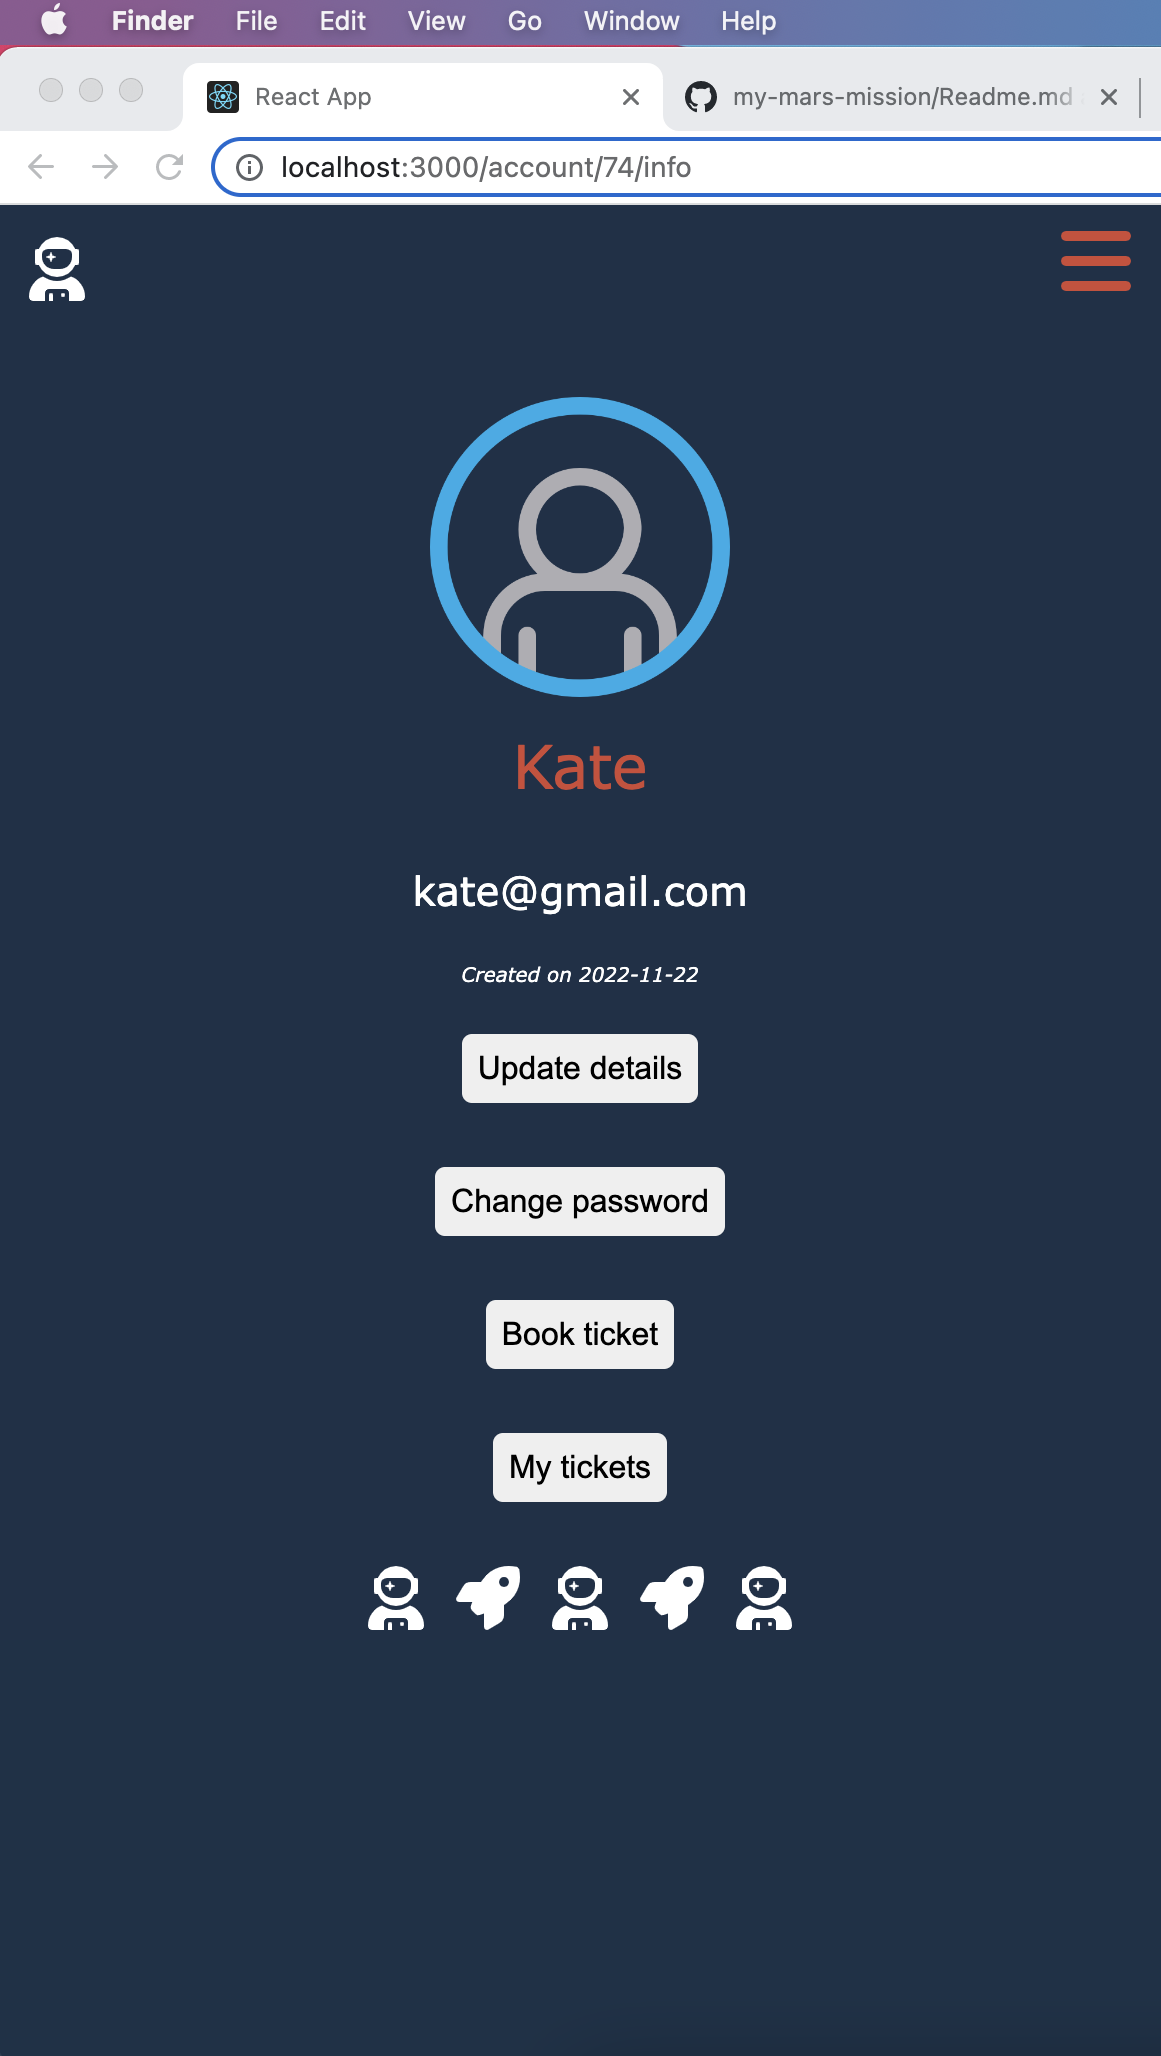 Finder File Edit View Go Window Help
React App my-mars-mission/Readme.md
localhost:3000/account/74/info
Kate
kate@gmail.com
Created on 2022-11-22
Update details
Change password
Book ticket
My tickets